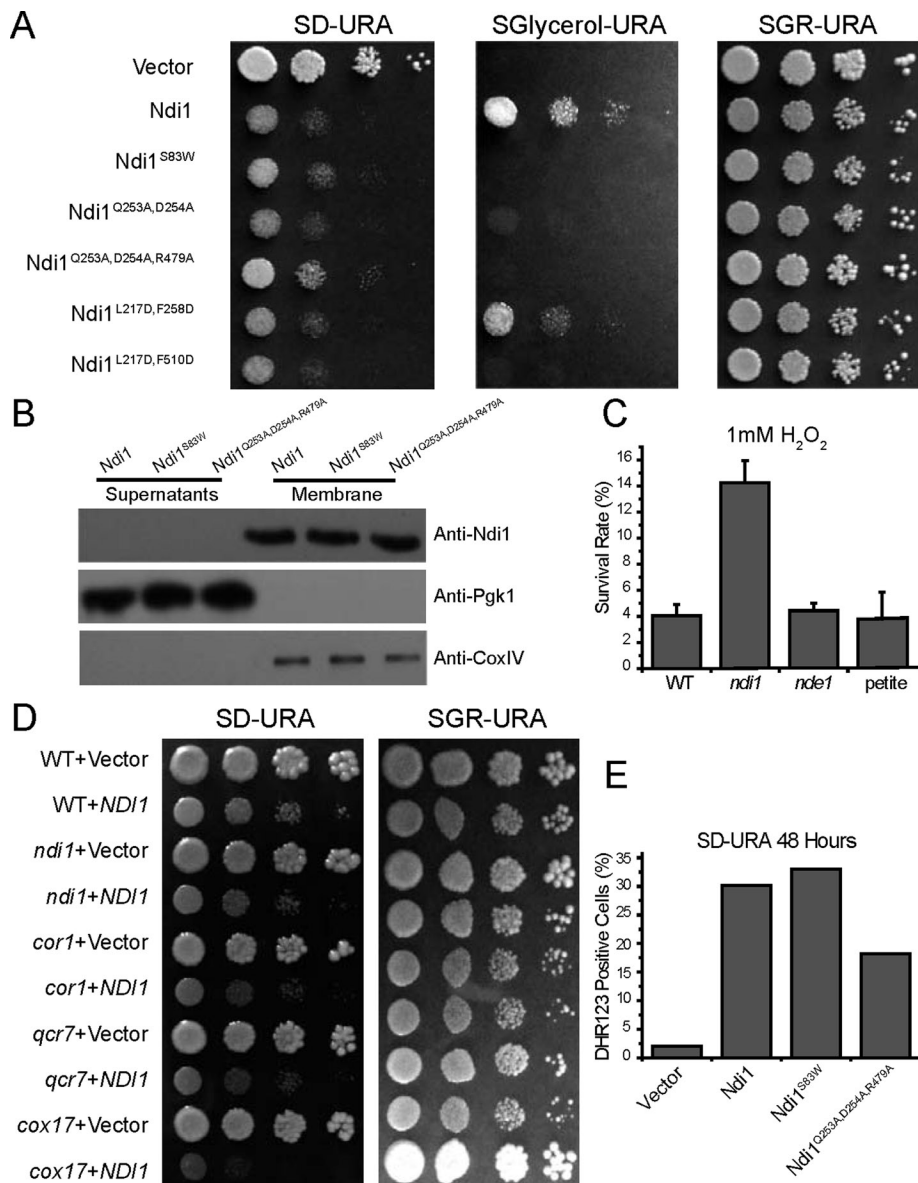 A
SD-URA
SGlycerol-URA
SGR-URA
Vector
Ndi1
Ndi1S83W
Ndi1Q253A,D254A
Ndi1Q253A,D254A,R479A
Ndi1L217D,F258D
Ndi1L217D,F510D
B
Ndi1
Ndi1S83W
Ndi1Q253A,D254A,R479A
Ndi1
Ndi1S83W
Ndi1Q253A,D254A,R479A
Supernatants
Membrane
Anti-Ndi1
Anti-Pgk1
Anti-CoxIV
C
1mM H2O2
Survival Rate (%)
16
14
12
10
8
6
4
2
0
WT
ndi1
nde1
petite
D
SD-URA
SGR-URA
WT+Vector
WT+NDI1
ndi1+Vector
ndi1+NDI1
cor1+Vector
cor1+NDI1
qcr7+Vector
qcr7+NDI1
cox17+Vector
cox17+NDI1
E
SD-URA 48 Hours
DHR123 Positive Cells (%)
35
30
25
20
15
10
5
0
Vector
Ndi1
Ndi1S83W
Ndi1Q253A,D254A,R479A